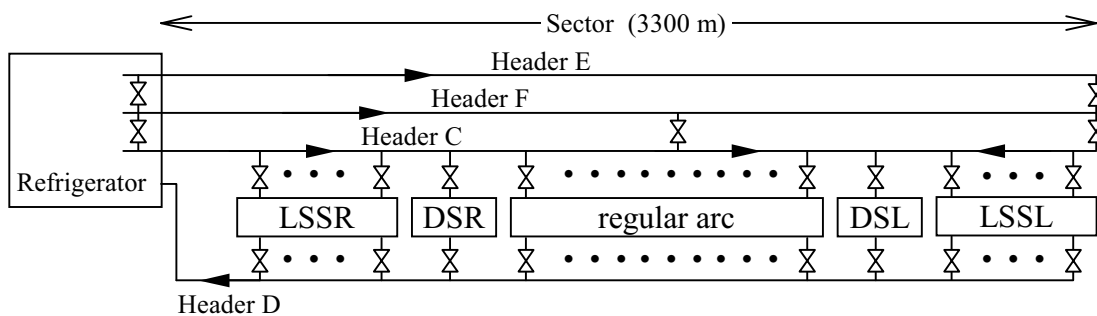 Sector (3300 m)
Header E
Header F
Header C
Refrigerator
LSSR
DSR
regular arc
DSL
LSSL
Header D